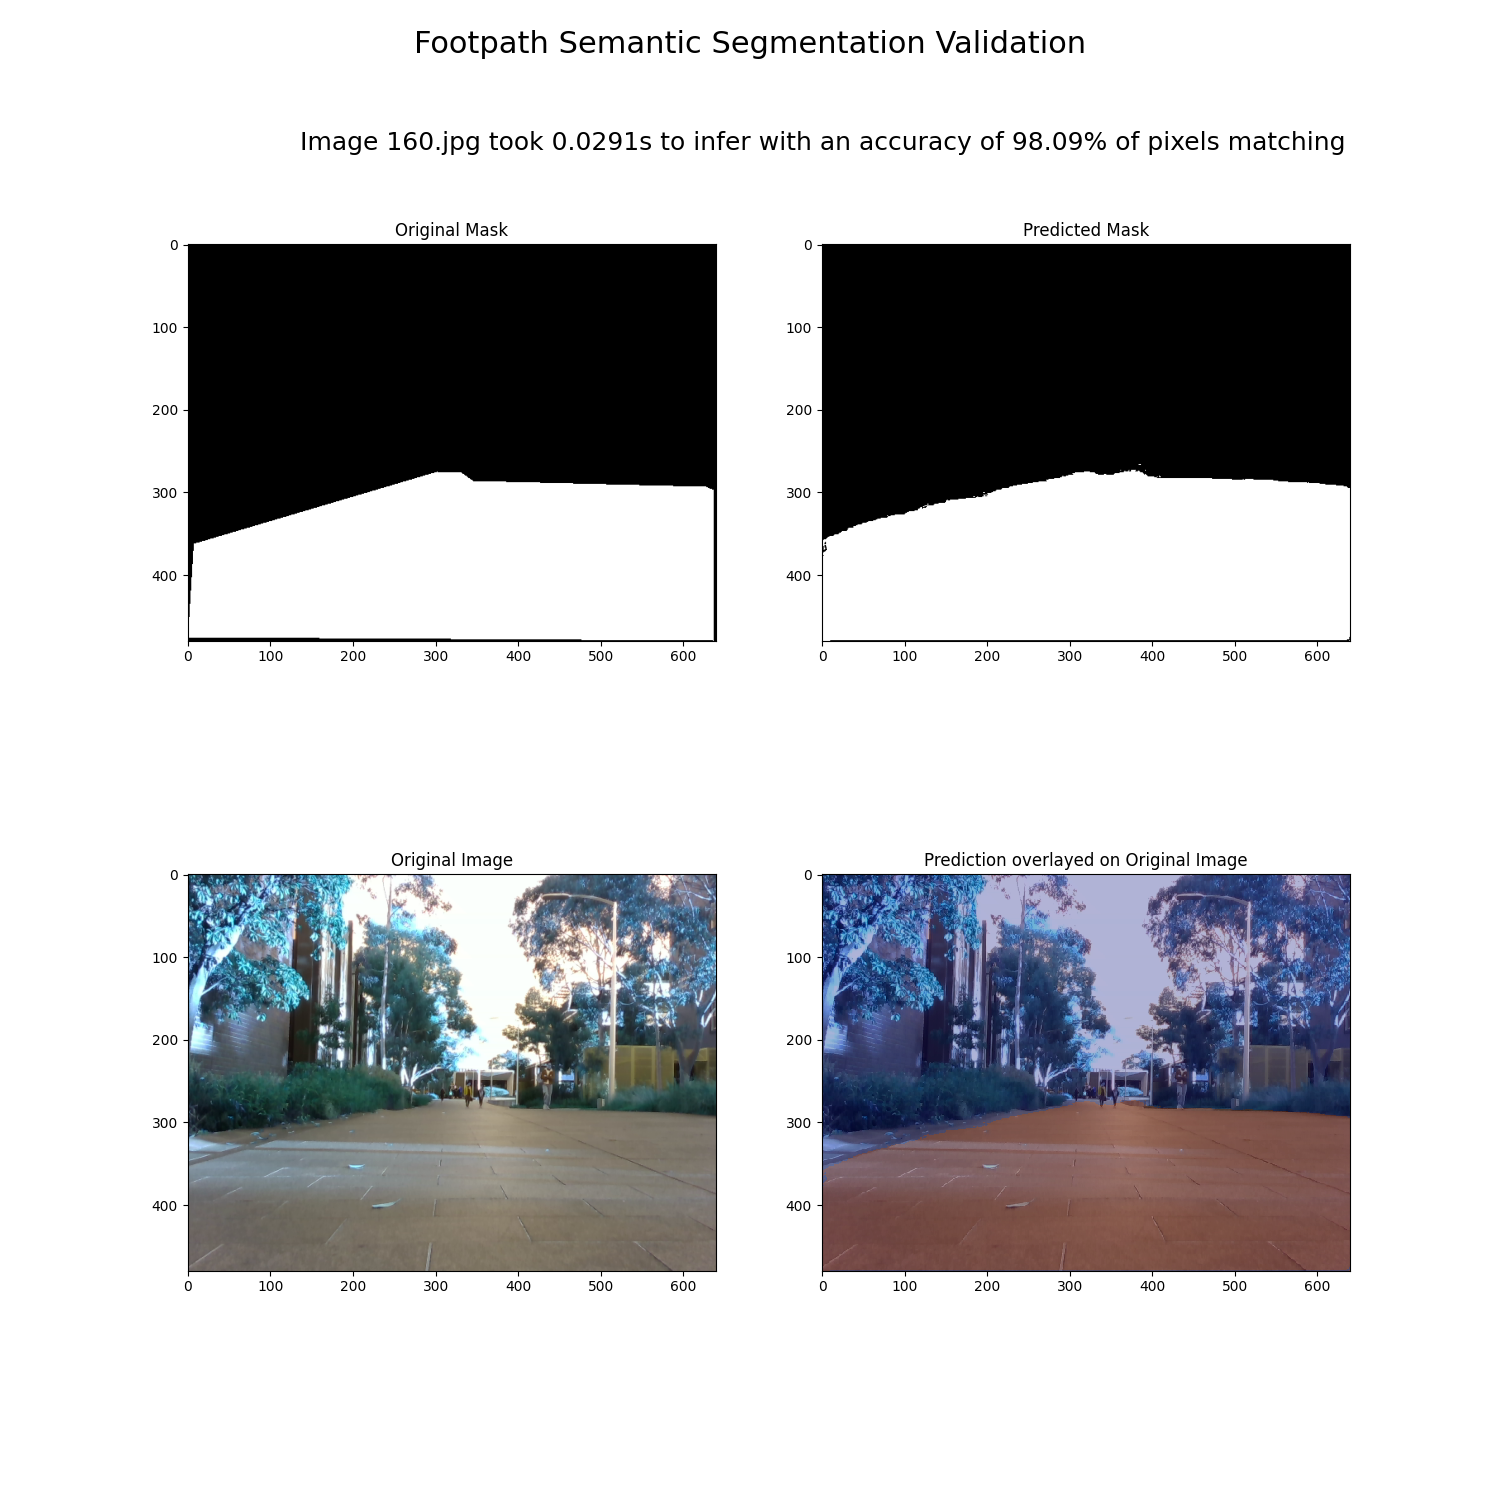 Footpath Semantic Segmentation Validation
Image 160.jpg took 0.0291s to infer with an accuracy of 98.09% of pixels matching
Original Mask
0
100
200
300
400
0 100 200 300 400 500 600
Predicted Mask
0
100
200
300
400
0 100 200 300 400 500 600
Original Image
0
100
200
300
400
0 100 200 300 400 500 600
Prediction overlayed on Original Image
0
100
200
300
400
0 100 200 300 400 500 600